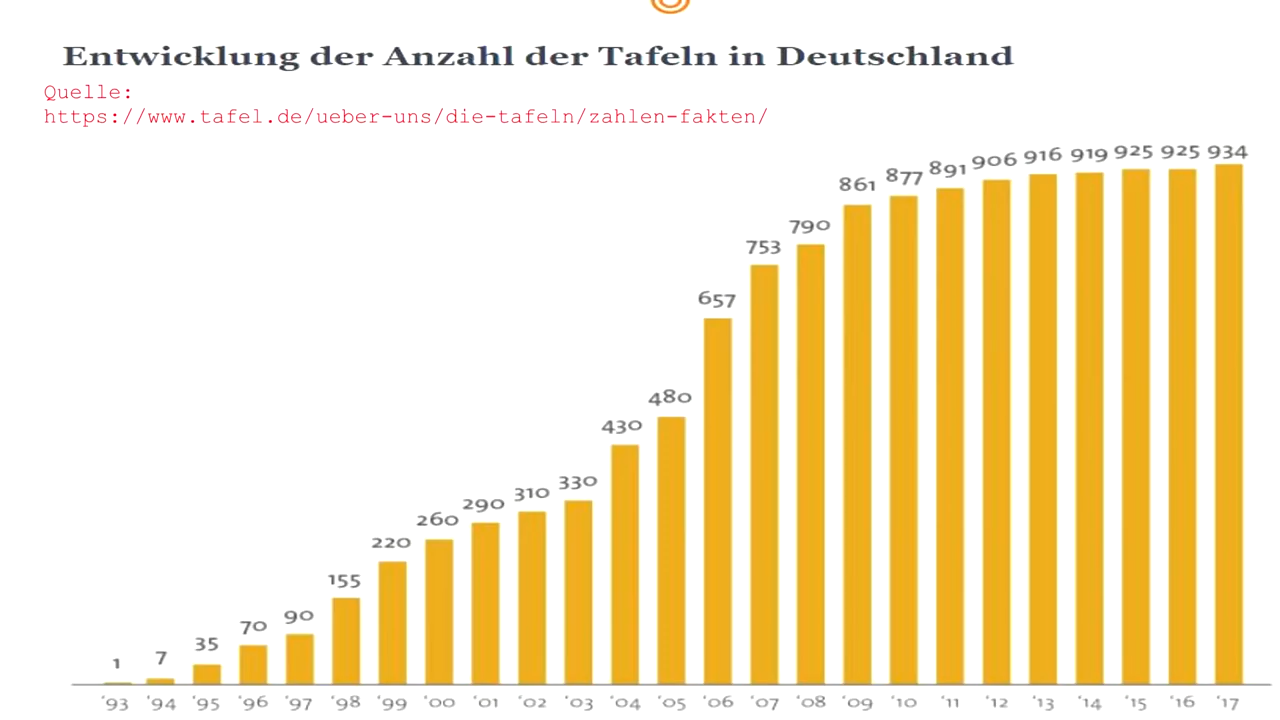 Entwicklung der Anzahl der Tafeln in Deutschland
Quelle:
https://www.tafel.de/ueber-uns/die-tafeln/zahlen-fakten/
1 7 35 70 90 155 220 260 290 310 330 430 480 657 753 790 861 877 891 906 916 919 925 925 934
‘93 ‘94 ‘95 ‘96 ‘97 ‘98 ‘99 ‘00 ‘01 ‘02 ‘03 ‘04 ‘05 ‘06 ‘07 ‘08 ‘09 ‘10 ‘11 ‘12 ‘13 ‘14 ‘15 ‘16 ‘17